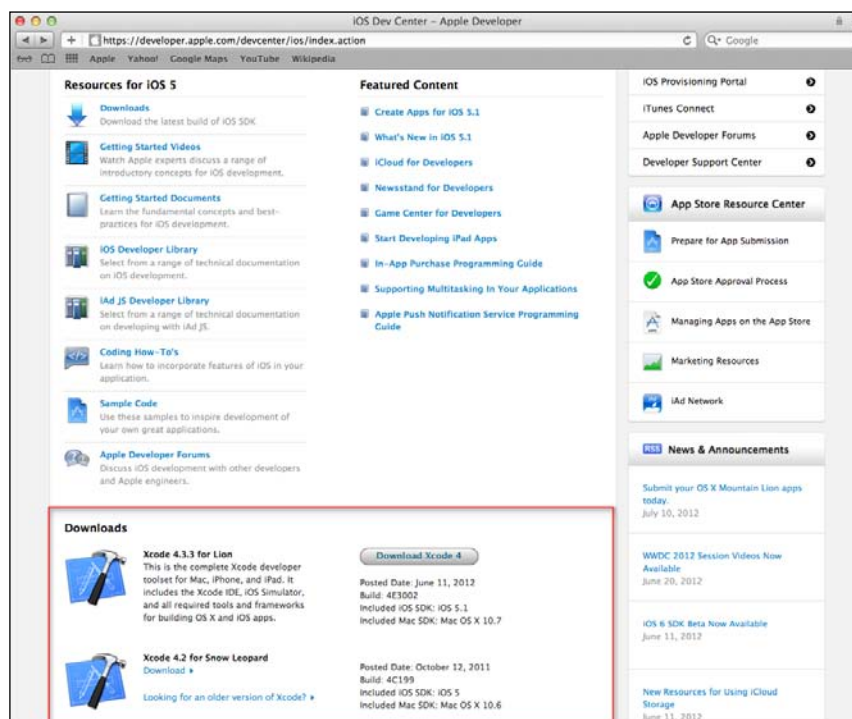 iOS Dev Center – Apple Developer
https://developer.apple.com/devcenter/ios/index.action
Google
Apple Yahoo! Google Maps YouTube Wikipedia
Resources for iOS 5
Downloads
Download the latest build of iOS SDK
Getting Started Videos
Watch Apple experts discuss a range of
introductory concepts for iOS development.
Getting Started Documents
Learn the fundamental concepts and best-
practices for iOS development.
iOS Developer Library
Select from a range of technical documentation
on iOS development.
iAd JS Developer Library
Select from a range of technical documentation
on developing with iAd JS.
Coding How-To's
Learn how to incorporate features of iOS in your
application.
Sample Code
Use these samples to inspire development of
your own great applications.
Apple Developer Forums
Discuss iOS development with other developers
and Apple engineers.
Featured Content
Create Apps for iOS 5.1
What's New in iOS 5.1
iCloud for Developers
Newsstand for Developers
Game Center for Developers
Start Developing iPad Apps
In-App Purchase Programming Guide
Supporting Multitasking In Your Applications
Apple Push Notification Service Programming
Guide
iOS Provisioning Portal
iTunes Connect
Apple Developer Forums
Developer Support Center
App Store Resource Center
Prepare for App Submission
App Store Approval Process
Managing Apps on the App Store
Marketing Resources
iAd Network
RSS News & Announcements
Submit your OS X Mountain Lion apps
today.
July 10, 2012
WWDC 2012 Session Videos Now
Available
June 20, 2012
iOS 6 SDK Beta Now Available
June 11, 2012
New Resources for Using iCloud
Storage
June 11, 2012
Downloads
Xcode 4.3.3 for Lion
This is the complete Xcode developer
toolset for Mac, iPhone, and iPad. It
includes the Xcode IDE, iOS Simulator,
and all required tools and frameworks
for building OS X and iOS apps.
Download Xcode 4
Posted Date: June 11, 2012
Build: 4E3002
Included iOS SDK: iOS 5.1
Included Mac SDK: Mac OS X 10.7
Xcode 4.2 for Snow Leopard
Download
Looking for an older version of Xcode?
Posted Date: October 12, 2011
Build: 4C199
Included iOS SDK: iOS 5
Included Mac SDK: Mac OS X 10.6